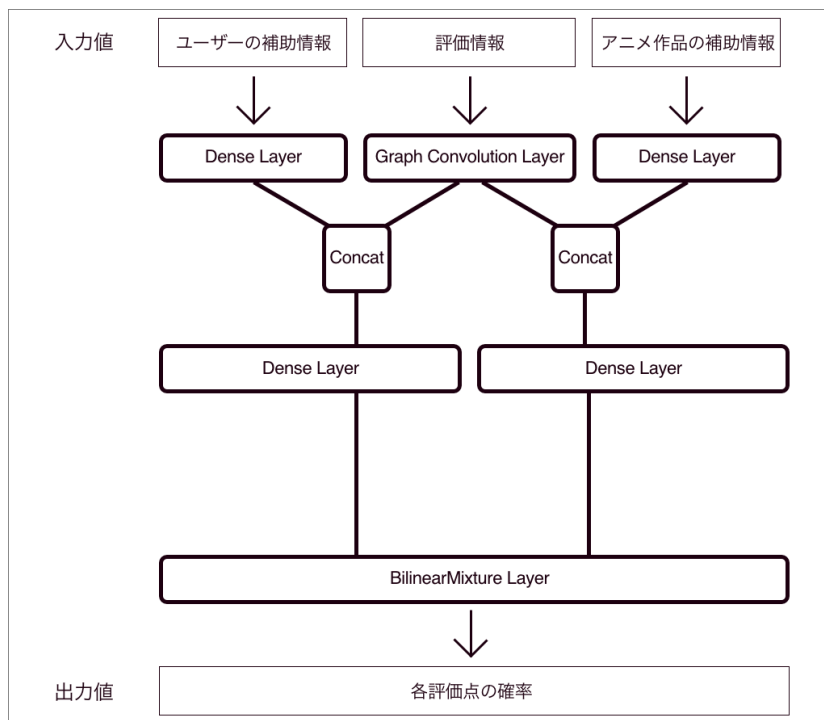 入力値
ユーザーの補助情報
評価情報
アニメ作品の補助情報
Dense Layer
Graph Convolution Layer
Dense Layer
Concat
Concat
Dense Layer
Dense Layer
BilinearMixture Layer
出力値
各評価点の確率